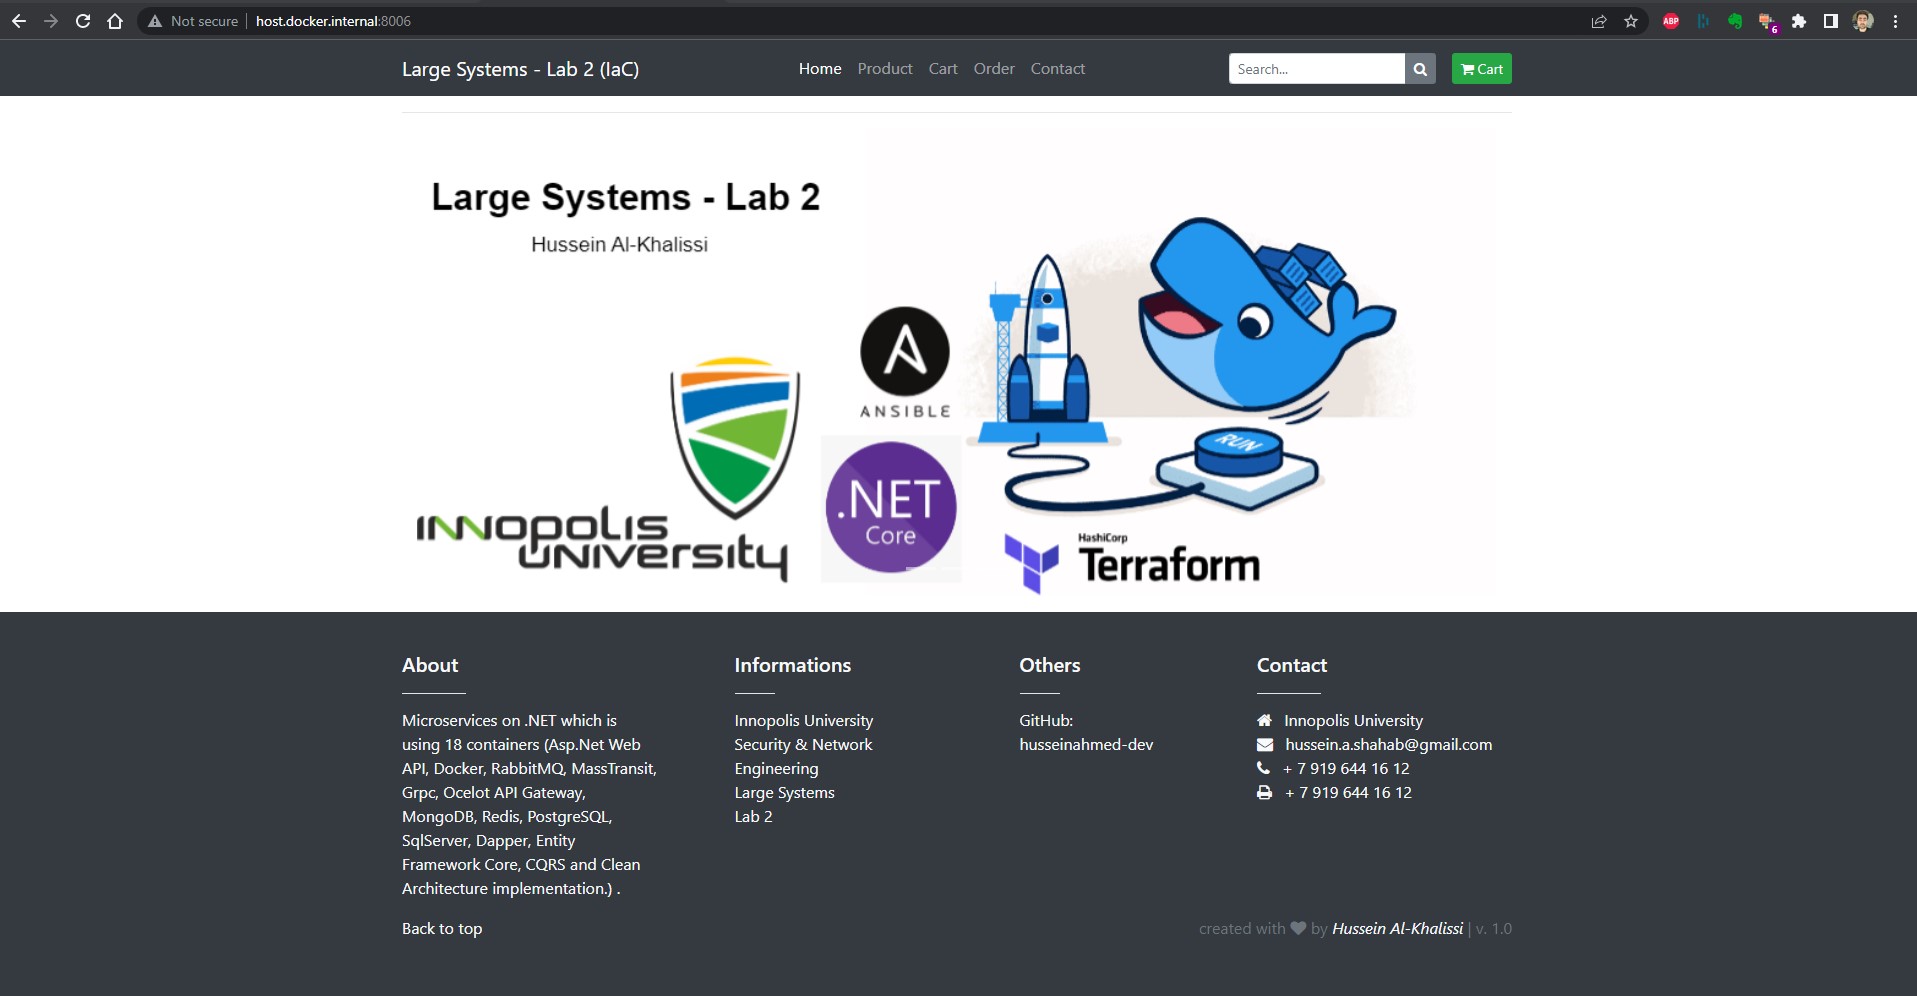 Not secure | host.docker.internal:8006
ABP
6
Large Systems - Lab 2 (IaC)
Home Product Cart Order Contact
Search...
Cart
Large Systems - Lab 2
Hussein Al-Khalissi
ANSIBLE
RUN
.NET
Core
INNOPOLIS
UNIVERSITY
HashiCorp
Terraform
About
Microservices on .NET which is
using 18 containers (Asp.Net Web
API, Docker, RabbitMQ, MassTransit,
Grpc, Ocelot API Gateway,
MongoDB, Redis, PostgreSQL,
SqlServer, Dapper, Entity
Framework Core, CQRS and Clean
Architecture implementation.) .
Informations
Innopolis University
Security & Network
Engineering
Large Systems
Lab 2
Others
GitHub:
husseinahmed-dev
Contact
Innopolis University
hussein.a.shahab@gmail.com
+ 7 919 644 16 12
+ 7 919 644 16 12
Back to top
created with by Hussein Al-Khalissi | v. 1.0